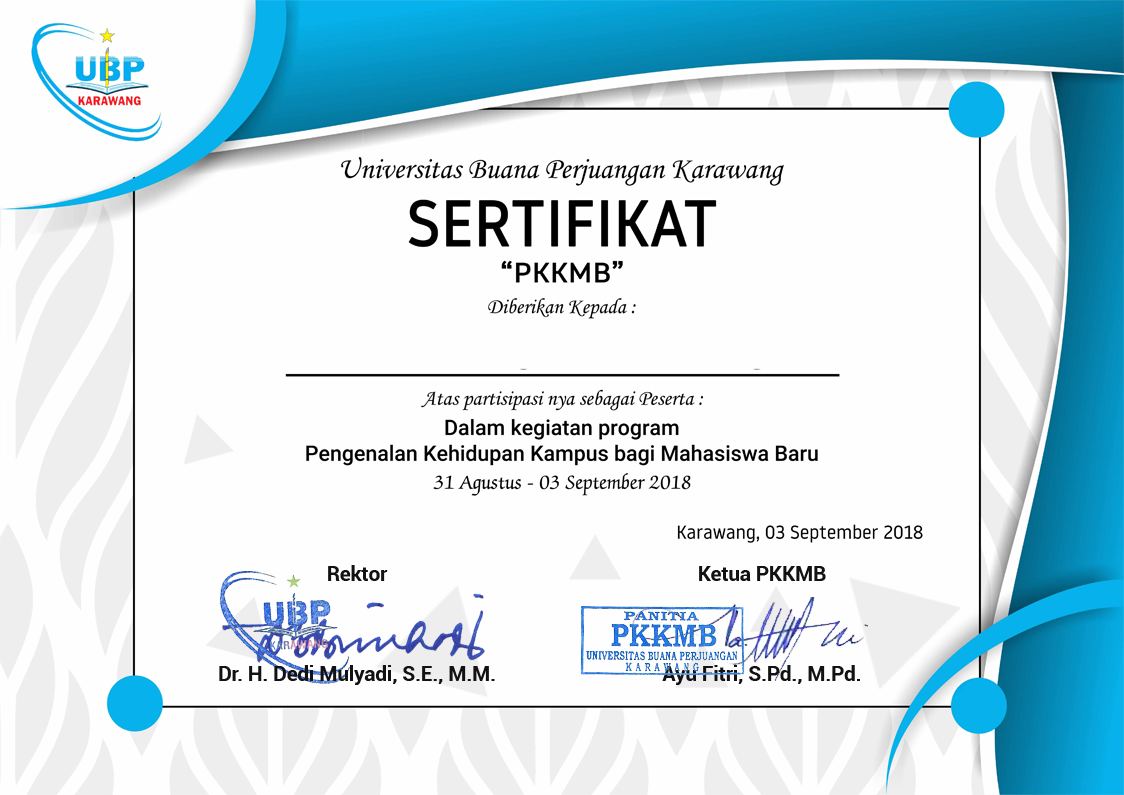 UBP
KARAWANG
Universitas Buana Perjuangan Karawang
SERTIFIKAT
“PKKMB”
Diberikan Kepada :
Atas partisipasi nya sebagai Peserta :
Dalam kegiatan program
Pengenalan Kehidupan Kampus bagi Mahasiswa Baru
31 Agustus - 03 September 2018
Karawang, 03 September 2018
Rektor
Ketua PKKMB
UBP
KARAWANG
PANITIA
PKKMB
UNIVERSITAS BUANA PERJUANGAN
KARAWANG
Dr. H. Dedi Mulyadi, S.E., M.M.
Ayu Fitri, S.Pd., M.Pd.